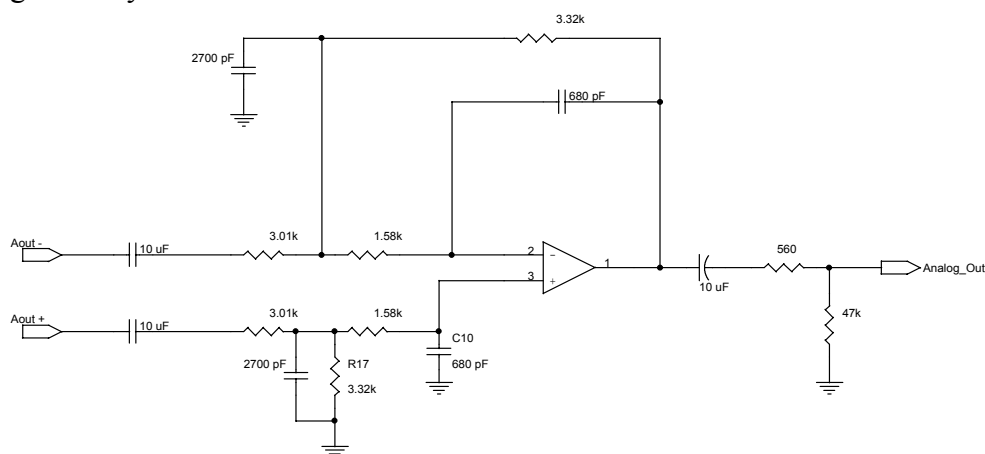 3.32k
2700 pF
680 pF
Aout -
10 uF
3.01k
1.58k
2
-
3
+
1
10 uF
560
Analog_Out
47k
Aout +
10 uF
3.01k
1.58k
C10
680 pF
2700 pF
R17
3.32k